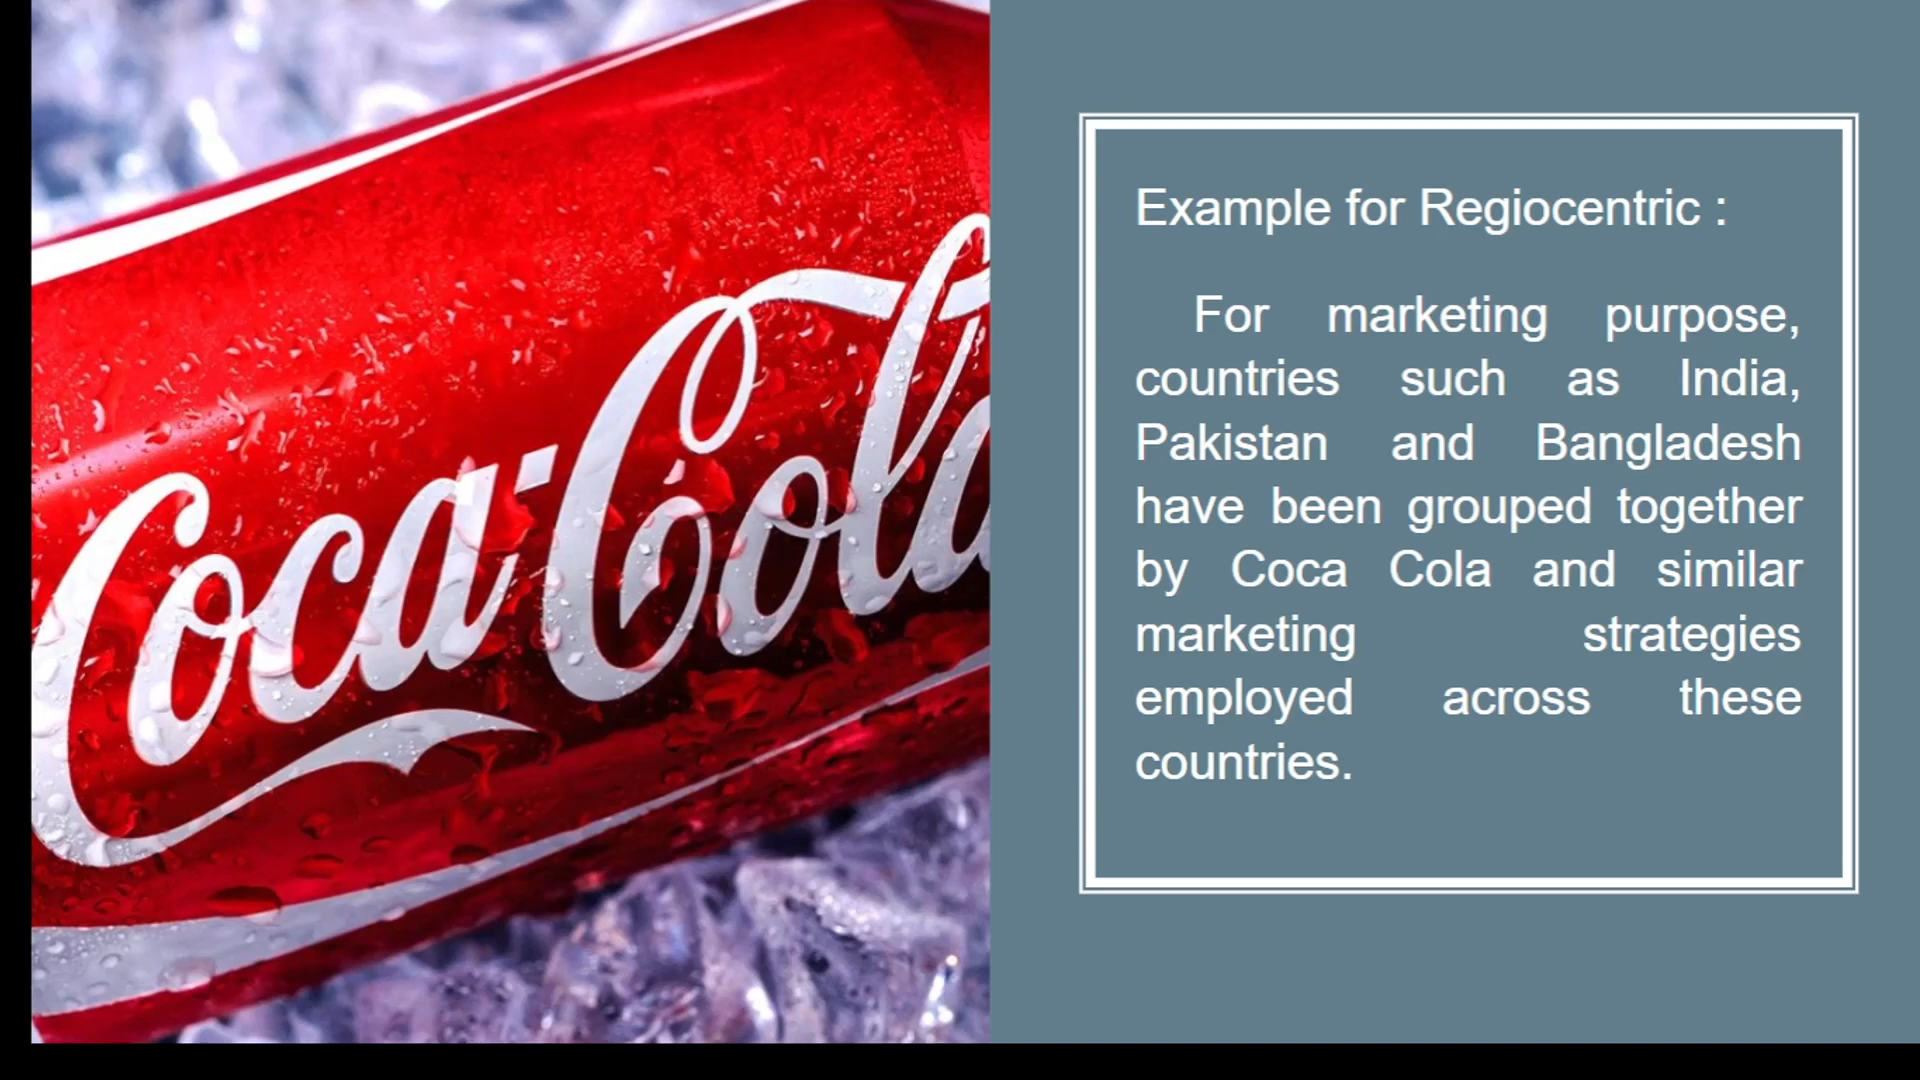 Coca-Cola
Example for Regiocentric :
For marketing purpose,
countries such as India,
Pakistan and Bangladesh
have been grouped together
by Coca Cola and similar
marketing strategies
employed across these
countries.